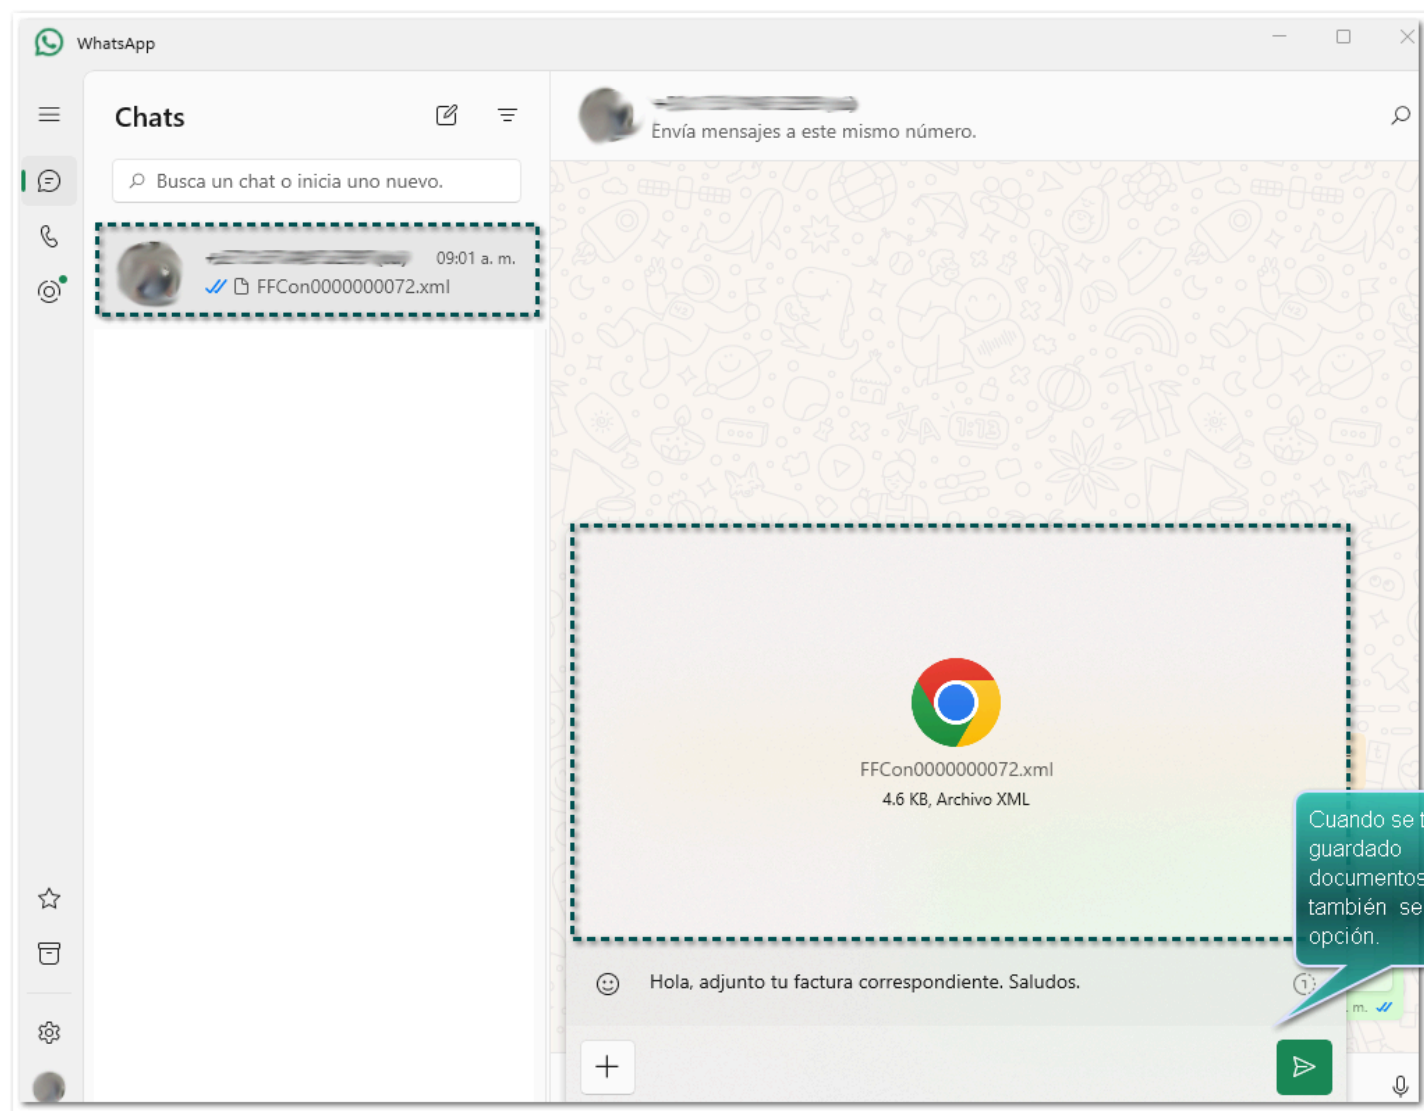 WhatsApp
Chats
Envía mensajes a este mismo número.
Busca un chat o inicia uno nuevo.
09:01 a. m.
FFCon0000000072.xml
FFCon0000000072.xml
4.6 KB, Archivo XML
Cuando se
guardado
documentos
también se
opción.
Hola, adjunto tu factura correspondiente. Saludos.
m.